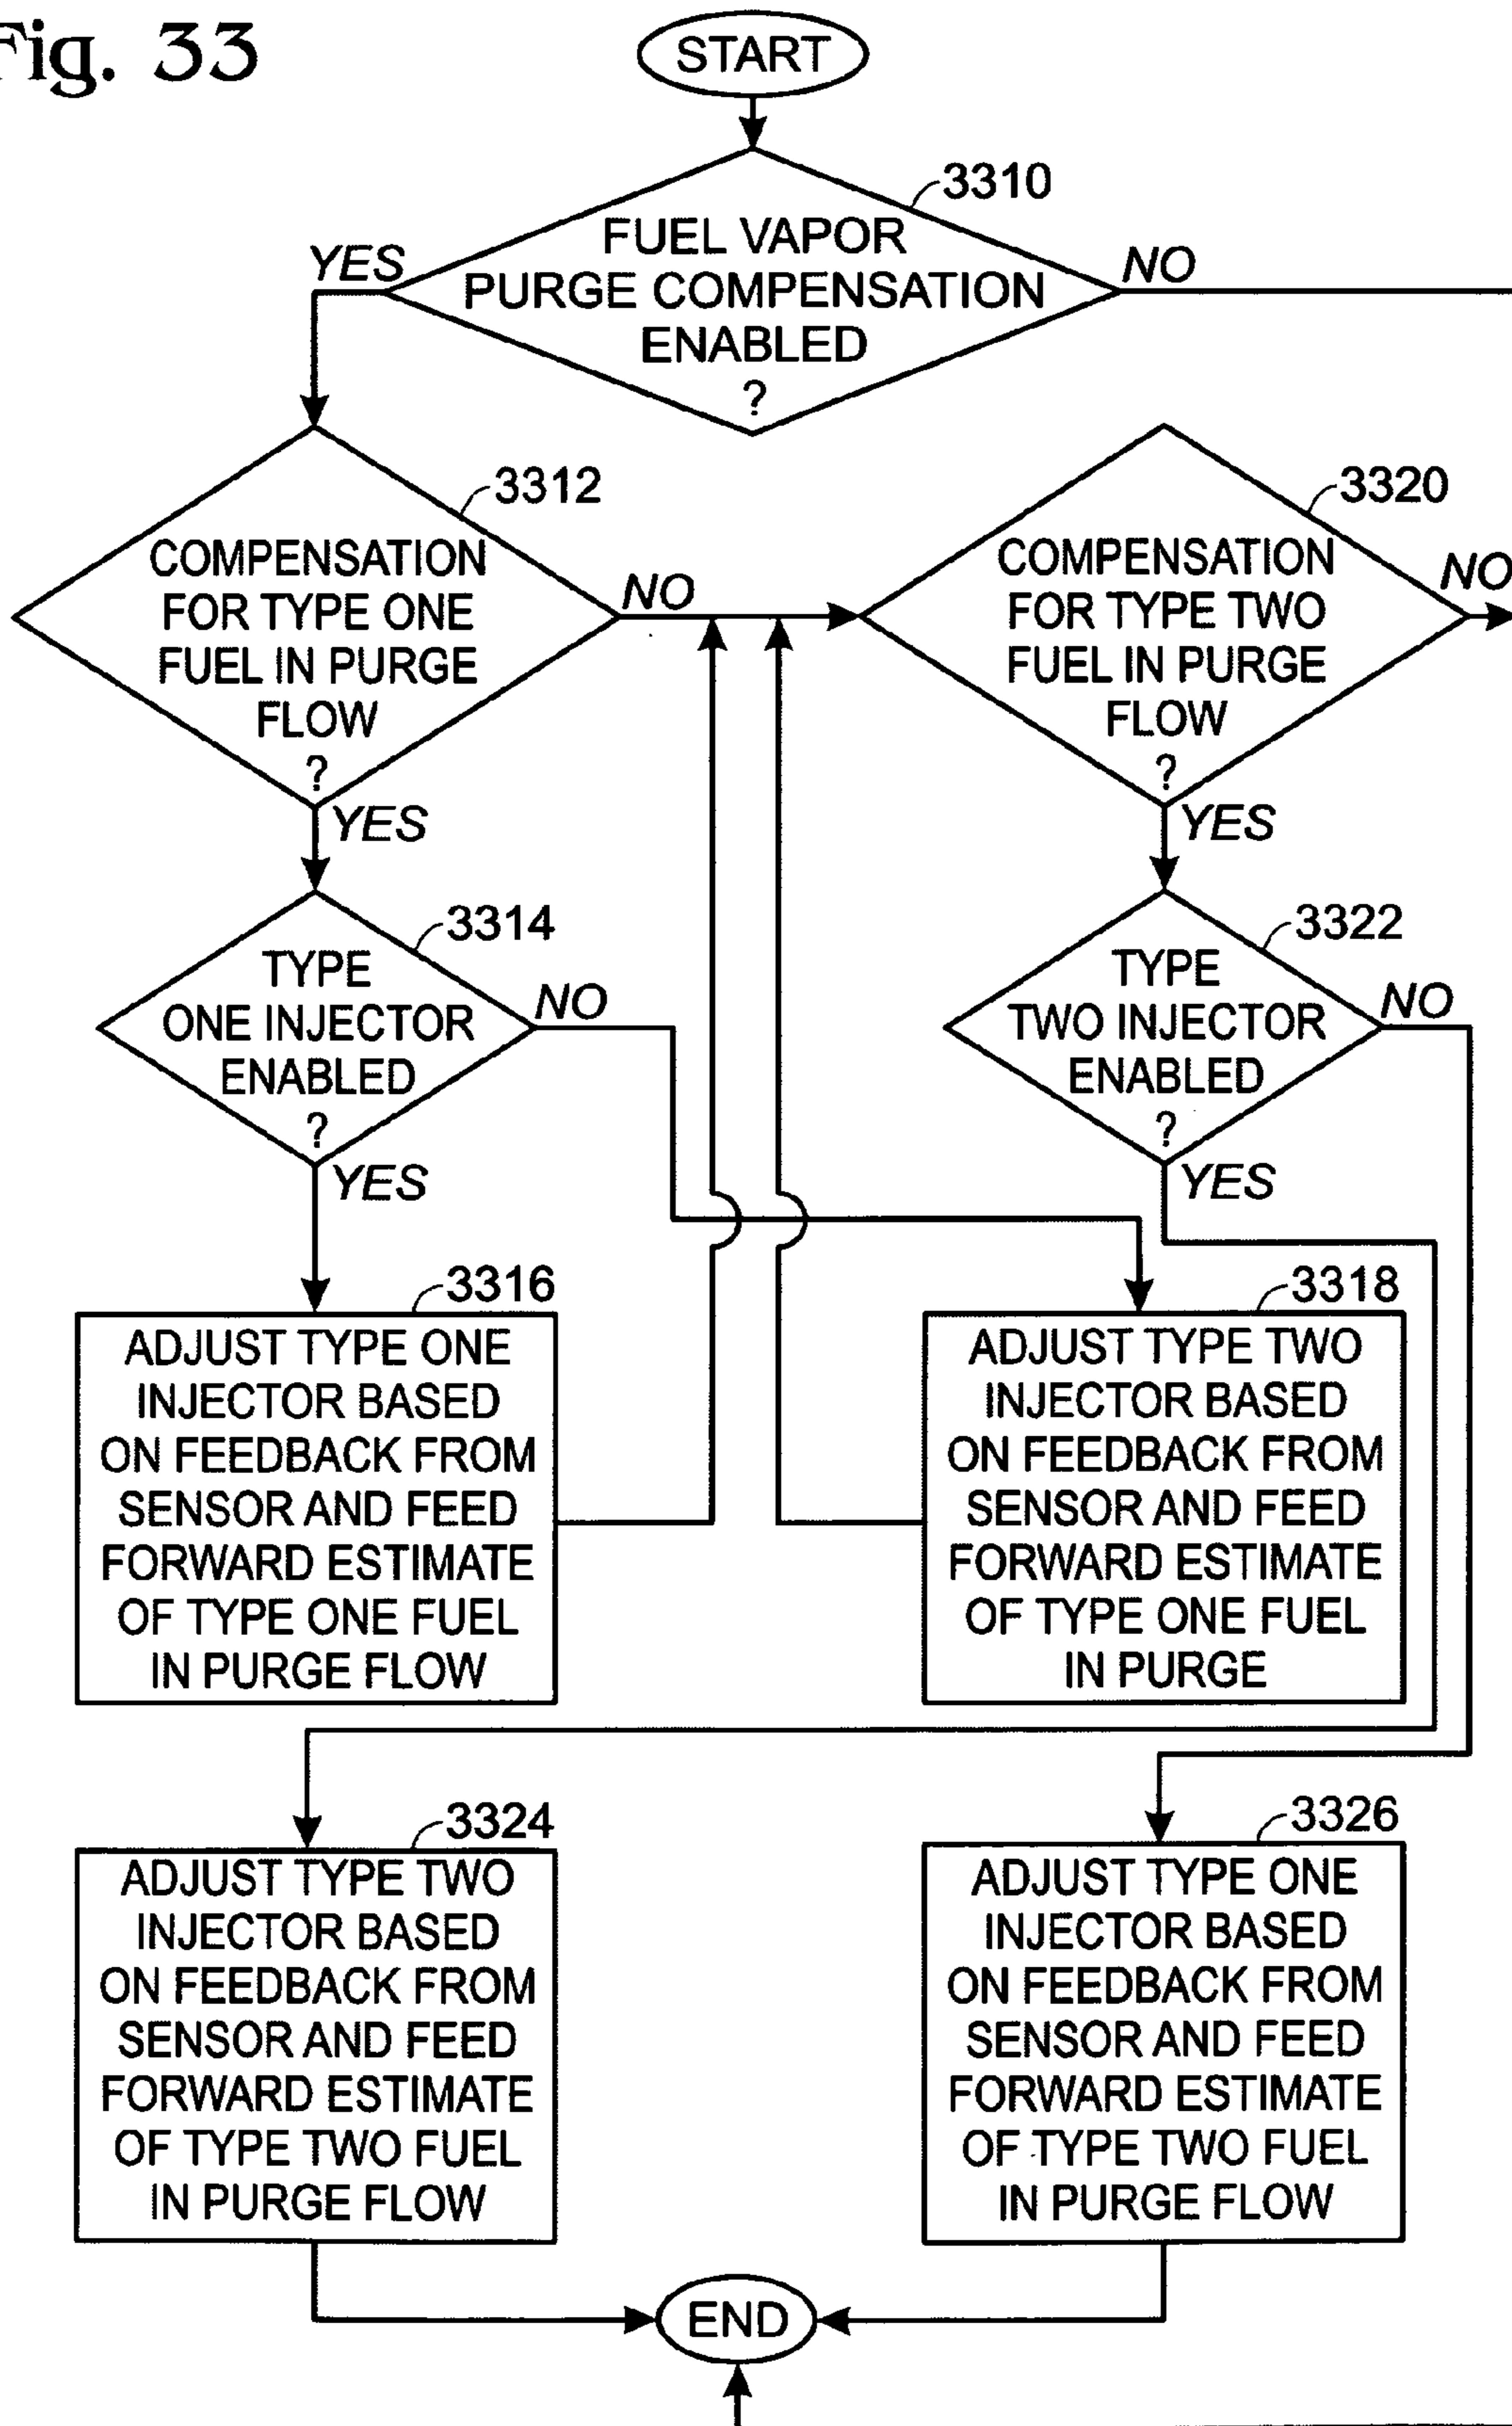 Fig. 33
START
3310
FUEL VAPOR
PURGE COMPENSATION
ENABLED
?
YES
NO
3312
COMPENSATION
FOR TYPE ONE
FUEL IN PURGE
FLOW
?
NO
YES
3320
COMPENSATION
FOR TYPE TWO
FUEL IN PURGE
FLOW
?
NO
YES
3314
TYPE
ONE INJECTOR
ENABLED
?
NO
YES
3322
TYPE
TWO INJECTOR
ENABLED
?
NO
YES
3316
ADJUST TYPE ONE
INJECTOR BASED
ON FEEDBACK FROM
SENSOR AND FEED
FORWARD ESTIMATE
OF TYPE ONE FUEL
IN PURGE FLOW
3318
ADJUST TYPE TWO
INJECTOR BASED
ON FEEDBACK FROM
SENSOR AND FEED
FORWARD ESTIMATE
OF TYPE ONE FUEL
IN PURGE
3324
ADJUST TYPE TWO
INJECTOR BASED
ON FEEDBACK FROM
SENSOR AND FEED
FORWARD ESTIMATE
OF TYPE TWO FUEL
IN PURGE FLOW
3326
ADJUST TYPE ONE
INJECTOR BASED
ON FEEDBACK FROM
SENSOR AND FEED
FORWARD ESTIMATE
OF TYPE TWO FUEL
IN PURGE FLOW
END